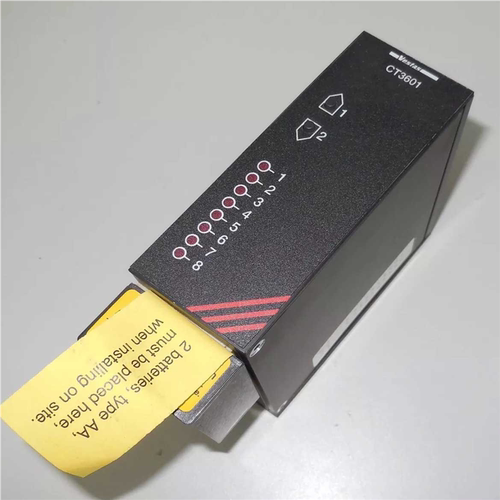 Vestas
CT3601
1
2
1
2
3
4
5
6
7
8
2 batteries, type AA,
must be placed here,
when installing on site.